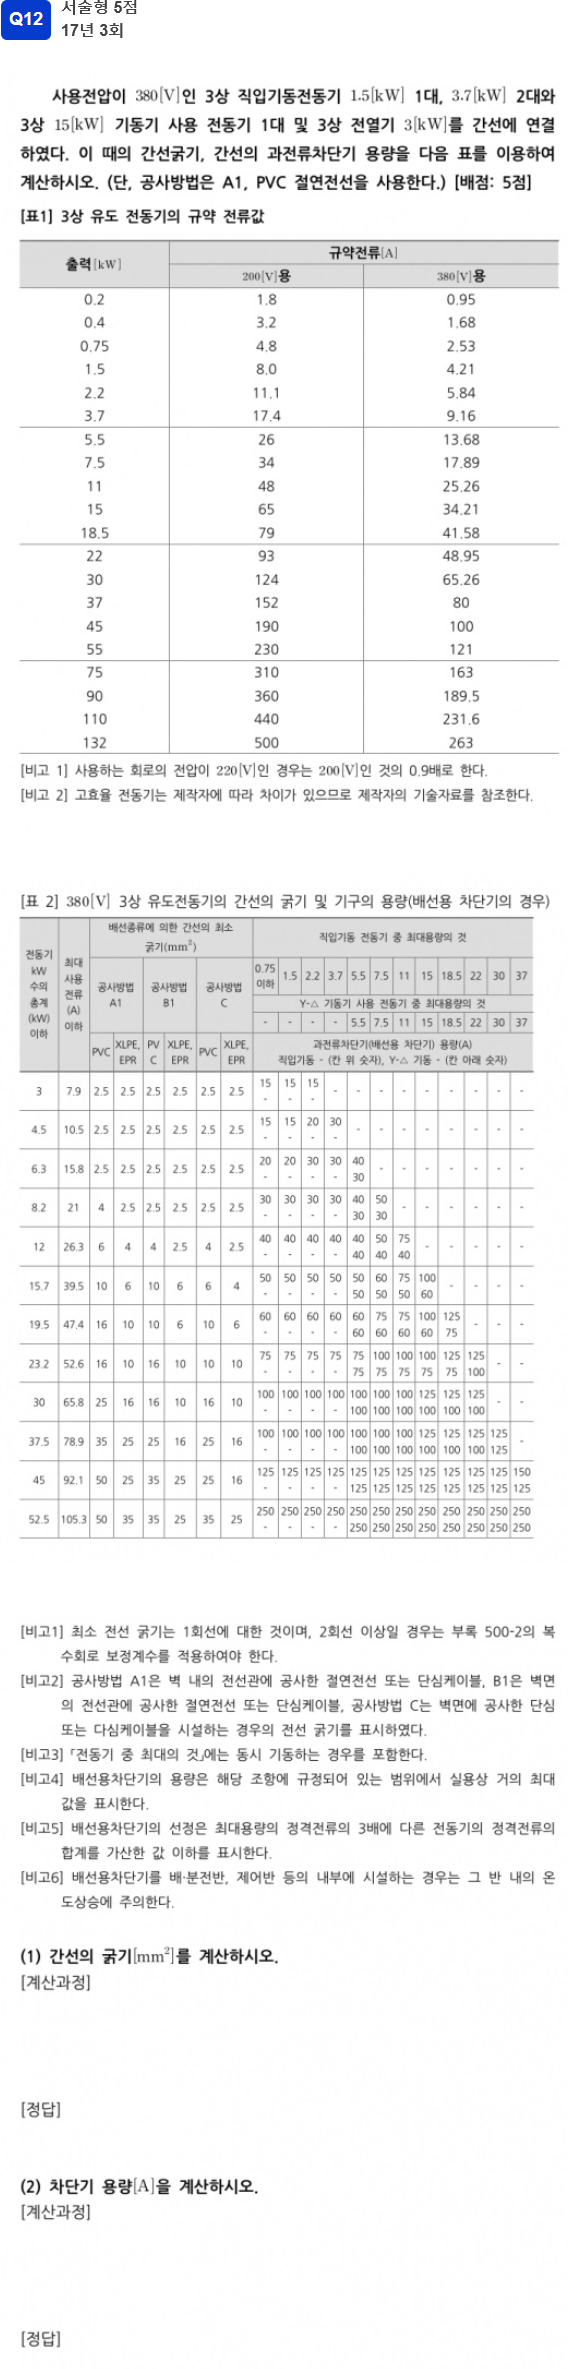 Q12 서술형 5점
17년 3회
사용전압이 380[V]인 3상 직입기동전동기 1.5[kW] 1대, 3.7[kW] 2대와
3상 15[kW] 기동기 사용 전동기 1대 및 3상 전열기 3[kW]를 간선에 연결
하였다. 이 때의 간선굵기, 간선의 과전류차단기 용량을 다음 표를 이용하여
계산하시오. (단, 공사방법은 A1, PVC 절연전선을 사용한다.) [배점: 5점]
[표1] 3상 유도 전동기의 규약 전류값
출력[kW] 규약전류[A]
200[V]용 380[V]용
0.2 1.8 0.95
0.4 3.2 1.68
0.75 4.8 2.53
1.5 8.0 4.21
2.2 11.1 5.84
3.7 17.4 9.16
5.5 26 13.68
7.5 34 17.89
11 48 25.26
15 65 34.21
18.5 79 41.58
22 93 48.95
30 124 65.26
37 152 80
45 190 100
55 230 121
75 310 163
90 360 189.5
110 440 231.6
132 500 263
[비고 1] 사용하는 회로의 전압이 220[V]인 경우는 200[V]인 것의 0.9배로 한다.
[비고 2] 고효율 전동기는 제작자에 따라 차이가 있으므로 제작자의 기술자료를 참조한다.
[표 2] 380[V] 3상 유도전동기의 간선의 굵기 및 기구의 용량(배선용 차단기의 경우)
전동기 kW 수의 총계 (kW) 이하
최대 사용 전류 (A) 이하
배선종류에 의한 간선의 최소 굵기(mm²)
직입기동 전동기 중 최대용량의 것
공사방법 A1 공사방법 B1 공사방법 C
0.75 이하 1.5 2.2 3.7 5.5 7.5 11 15 18.5 22 30 37
Y-△ 기동기 사용 전동기 중 최대용량의 것
- - - - 5.5 7.5 11 15 18.5 22 30 37
PVC XLPE, EPR PVC XLPE, EPR PVC XLPE, EPR
과전류차단기(배선용 차단기) 용량(A)
직입기동 - (칸 위 숫자), Y-△ 기동 - (칸 아래 숫자)
3 7.9 2.5 2.5 2.5 2.5 2.5 2.5 15 15 15 - - - - - - - - -
- - -
4.5 10.5 2.5 2.5 2.5 2.5 2.5 2.5 15 15 20 30 - - - - - - - -
- - - -
6.3 15.8 2.5 2.5 2.5 2.5 2.5 2.5 20 20 30 30 40 - - - - - - -
- - - - 30
8.2 21 4 2.5 2.5 2.5 2.5 2.5 30 30 30 30 40 50 - - - - - -
- - - - 30 30
12 26.3 6 4 4 2.5 4 2.5 40 40 40 40 40 50 75 - - - - -
- - - - 40 40 40
15.7 39.5 10 6 10 6 6 4 50 50 50 50 50 60 75 100 - - - -
- - - - 50 50 50 60
19.5 47.4 16 10 10 6 10 6 60 60 60 60 60 75 75 100 125 - - -
- - - - 60 60 60 60 75
23.2 52.6 16 10 16 10 10 10 75 75 75 75 75 100 100 100 125 125 - -
- - - - 75 75 75 75 75 100
30 65.8 25 16 16 10 16 10 100 100 100 100 100 100 100 125 125 125 - -
- - - - 100 100 100 100 100 100
37.5 78.9 35 25 25 16 25 16 100 100 100 100 100 100 100 125 125 125 125 -
- - - - 100 100 100 100 100 100 125
45 92.1 50 25 35 25 25 16 125 125 125 125 125 125 125 125 125 125 125 150
- - - - 125 125 125 125 125 125 125 125
52.5 105.3 50 35 35 25 35 25 250 250 250 250 250 250 250 250 250 250 250 250
- - - - 250 250 250 250 250 250 250 250
[비고1] 최소 전선 굵기는 1회선에 대한 것이며, 2회선 이상일 경우는 부록 500-2의 복
수회로 보정계수를 적용하여야 한다.
[비고2] 공사방법 A1은 벽 내의 전선관에 공사한 절연전선 또는 단심케이블, B1은 벽면
의 전선관에 공사한 절연전선 또는 단심케이블, 공사방법 C는 벽면에 공사한 단심
또는 다심케이블을 시설하는 경우의 전선 굵기를 표시하였다.
[비고3] 「전동기 중 최대의 것」에는 동시 기동하는 경우를 포함한다.
[비고4] 배선용차단기의 용량은 해당 조항에 규정되어 있는 범위에서 실용상 거의 최대
값을 표시한다.
[비고5] 배선용차단기의 선정은 최대용량의 정격전류의 3배에 다른 전동기의 정격전류의
합계를 가산한 값 이하를 표시한다.
[비고6] 배선용차단기를 배·분전반, 제어반 등의 내부에 시설하는 경우는 그 반 내의 온
도상승에 주의한다.
(1) 간선의 굵기[mm²]를 계산하시오.
[계산과정]
[정답]
(2) 차단기 용량[A]을 계산하시오.
[계산과정]
[정답]